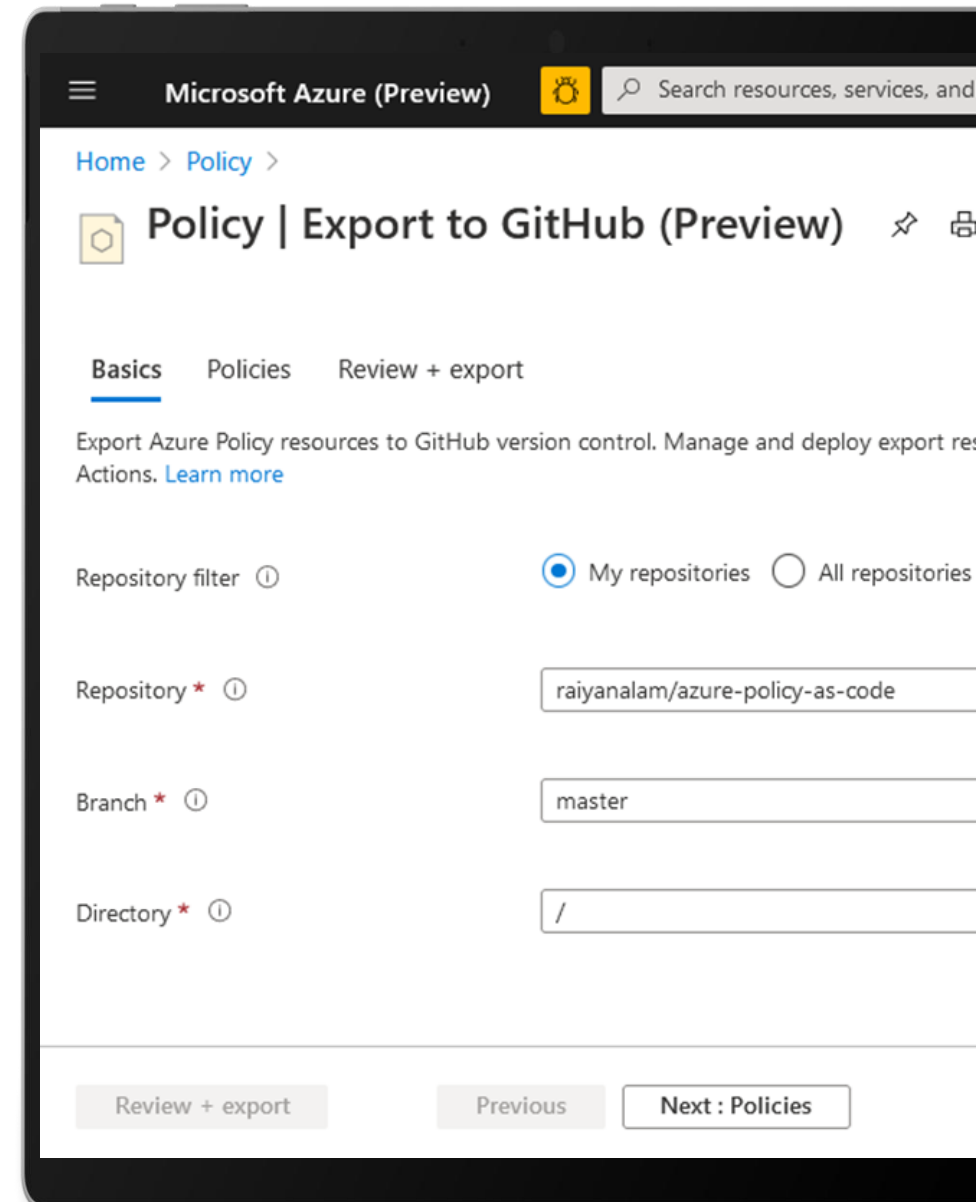 Microsoft Azure (Preview)
Search resources, services, and
Home > Policy >
Policy | Export to GitHub (Preview)
Basics Policies Review + export
Export Azure Policy resources to GitHub version control. Manage and deploy export
Actions. Learn more
Repository filter
My repositories All repositories
Repository *
raiyanalam/azure-policy-as-code
Branch *
master
Directory *
/
Review + export Previous Next : Policies